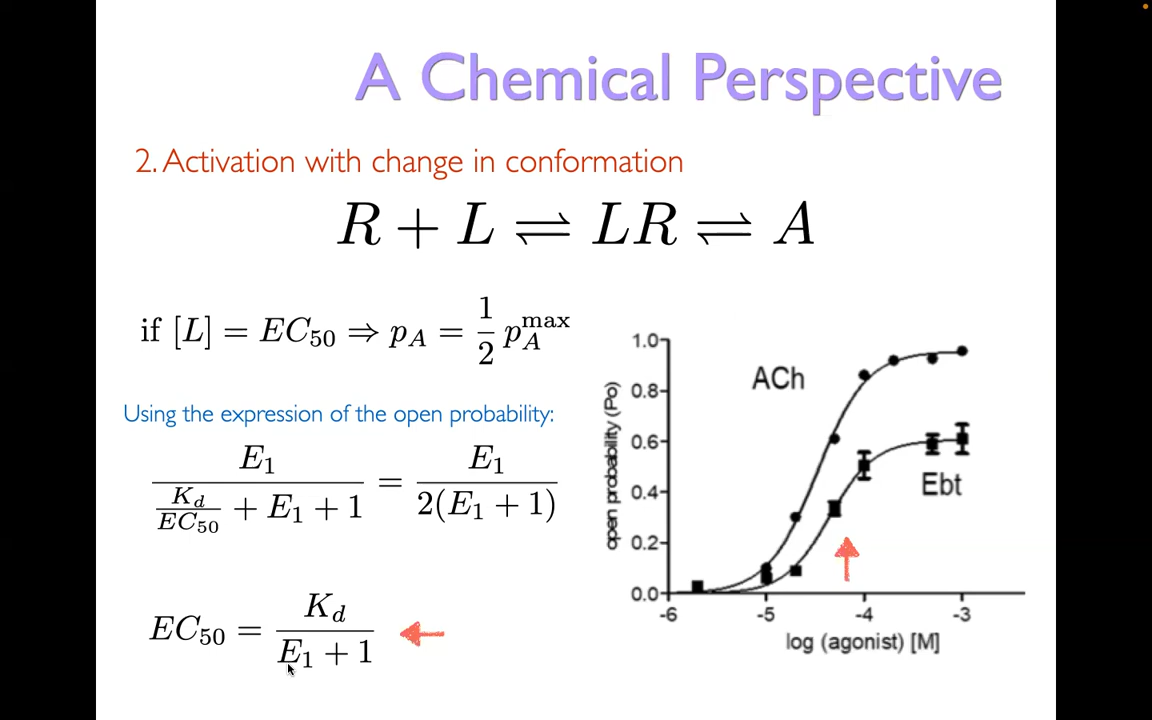 A Chemical Perspective
2. Activation with change in conformation
R + L ⇌ LR ⇌ A
if [L] = EC₅₀ ⇒ p_A = 1/2 p_A^max
Using the expression of the open probability:
E₁ / (K_d/EC₅₀ + E₁ + 1) = E₁ / 2(E₁ + 1)
EC₅₀ = K_d / (E₁ + 1)
open probability (Po)
1.0
0.8
0.6
0.4
0.2
0.0
ACh
Ebt
-6 -5 -4 -3
log (agonist) [M]